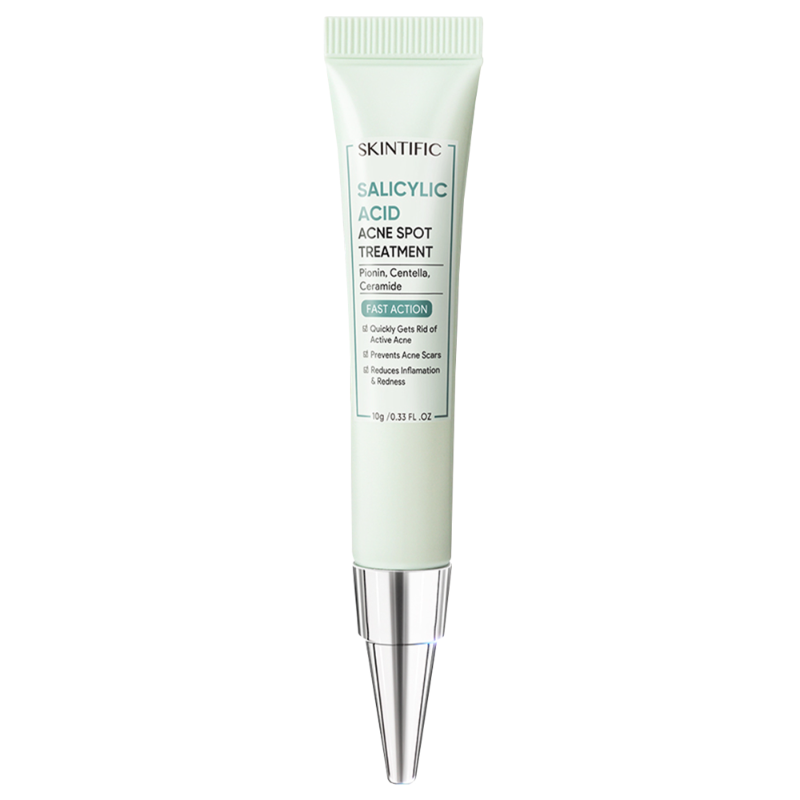 SKINTIFIC
SALICYLIC
ACID
ACNE SPOT
TREATMENT
Pionin, Centella,
Ceramide
FAST ACTION
☑ Quickly Gets Rid of
Active Acne
☑ Prevents Acne Scars
☑ Reduces Inflamation
& Redness
10g /0.33 FL .OZ